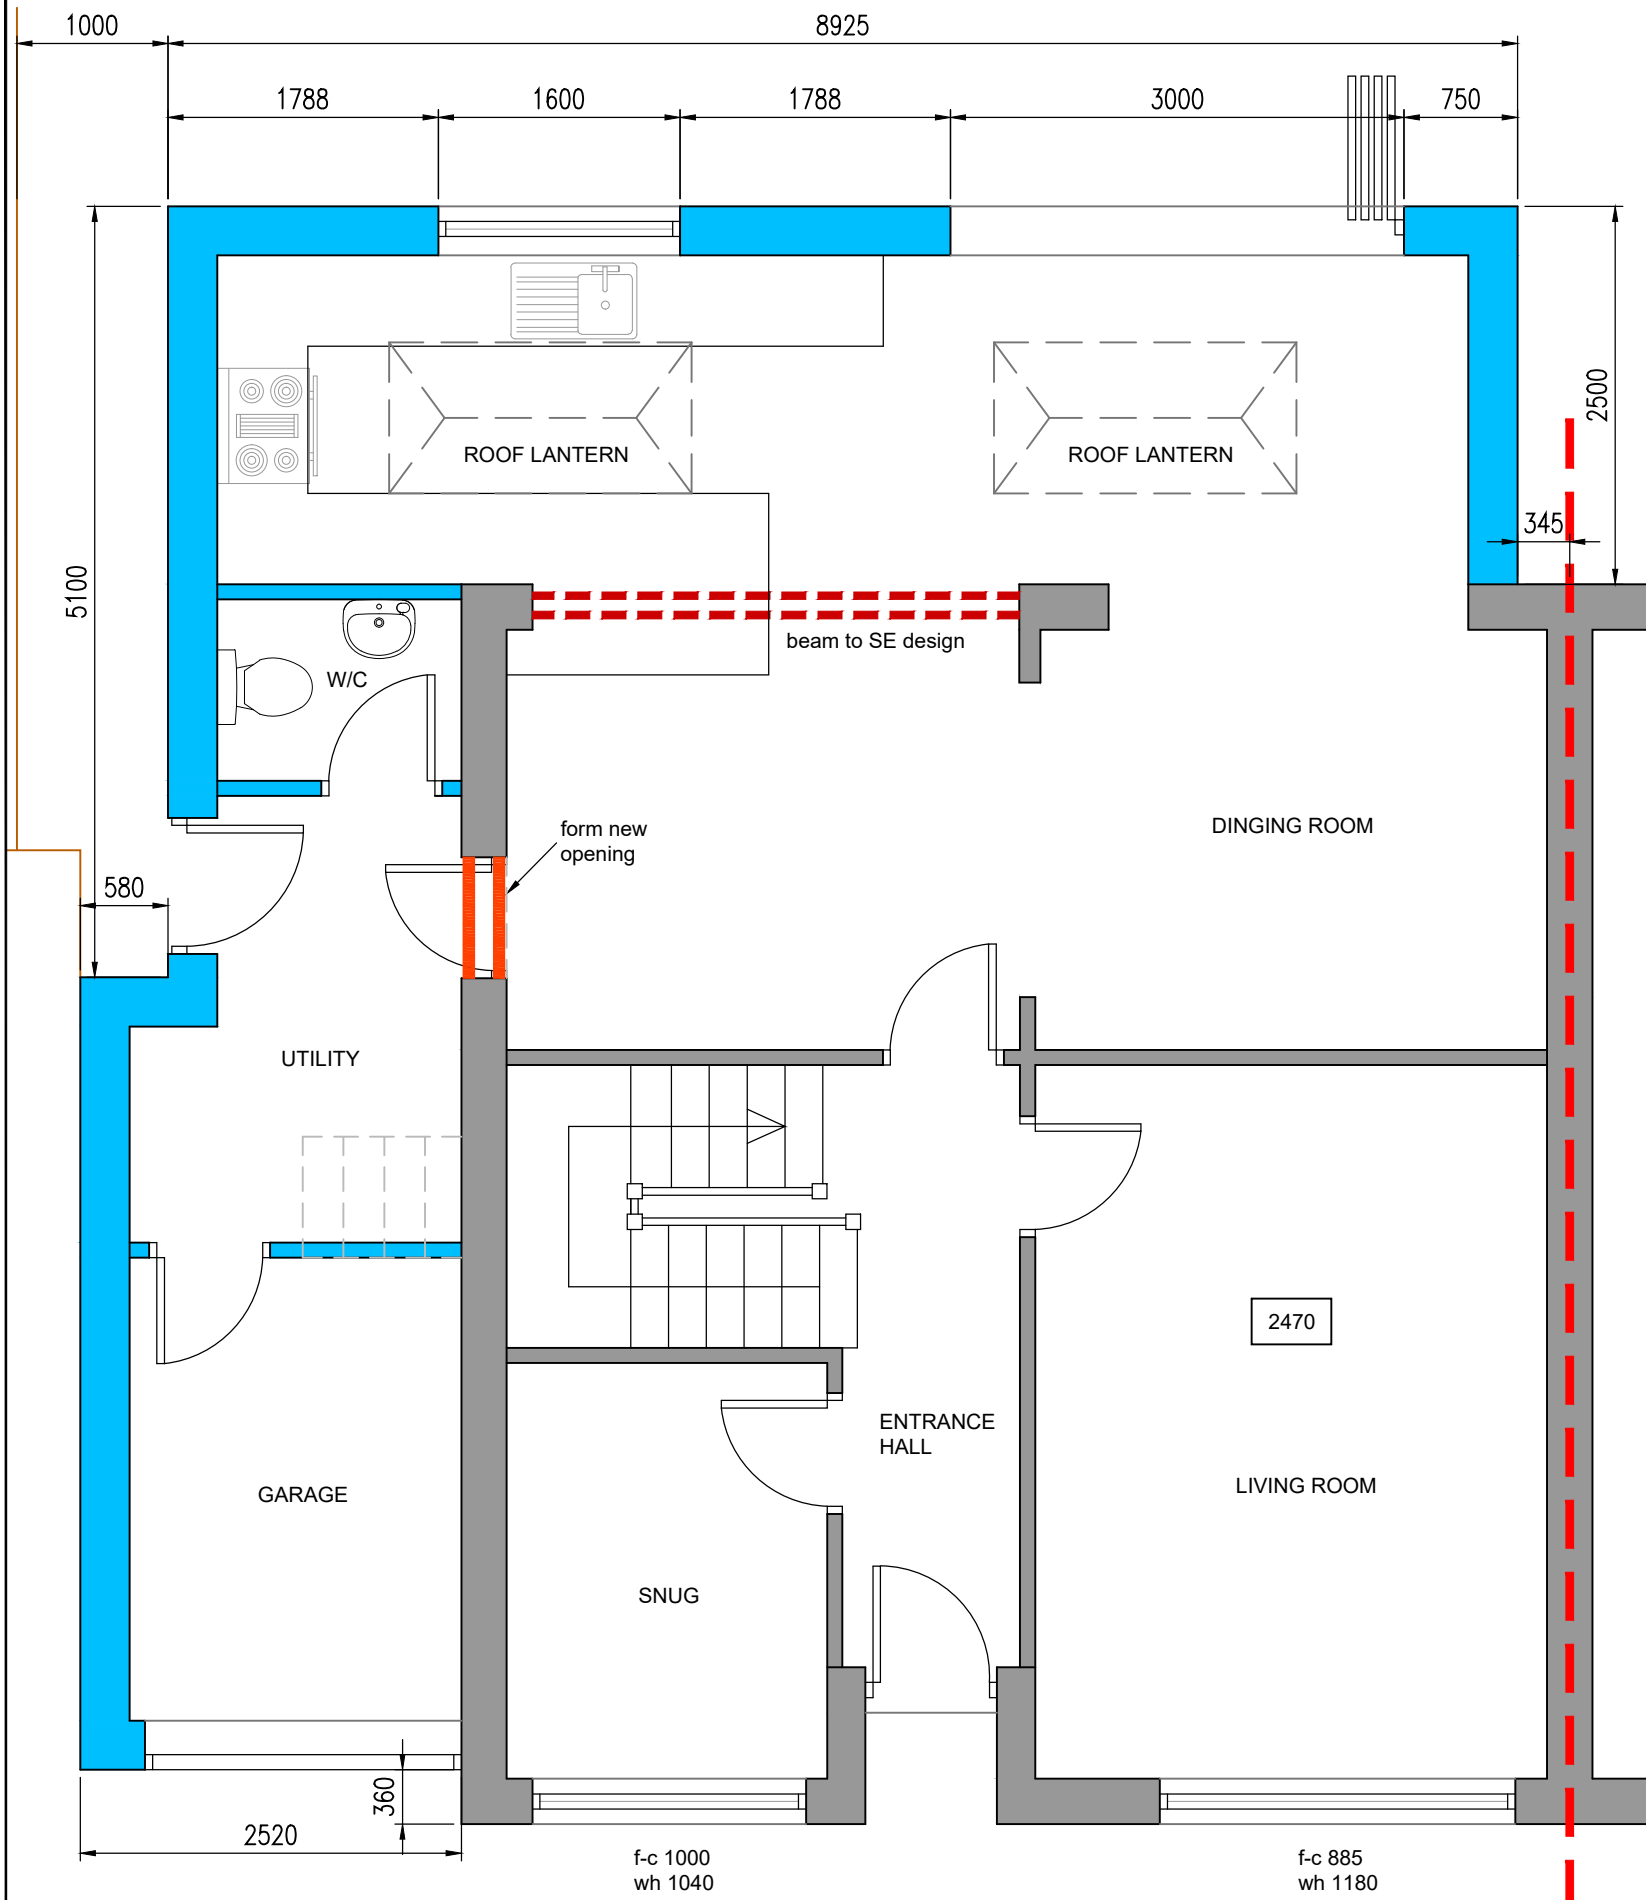 1000
8925
1788
1600
1788
3000
750
2500
ROOF LANTERN
ROOF LANTERN
345
5100
beam to SE design
W/C
form new
opening
DINGING ROOM
580
UTILITY
2470
ENTRANCE
HALL
LIVING ROOM
GARAGE
SNUG
360
2520
f-c 1000
wh 1040
f-c 885
wh 1180